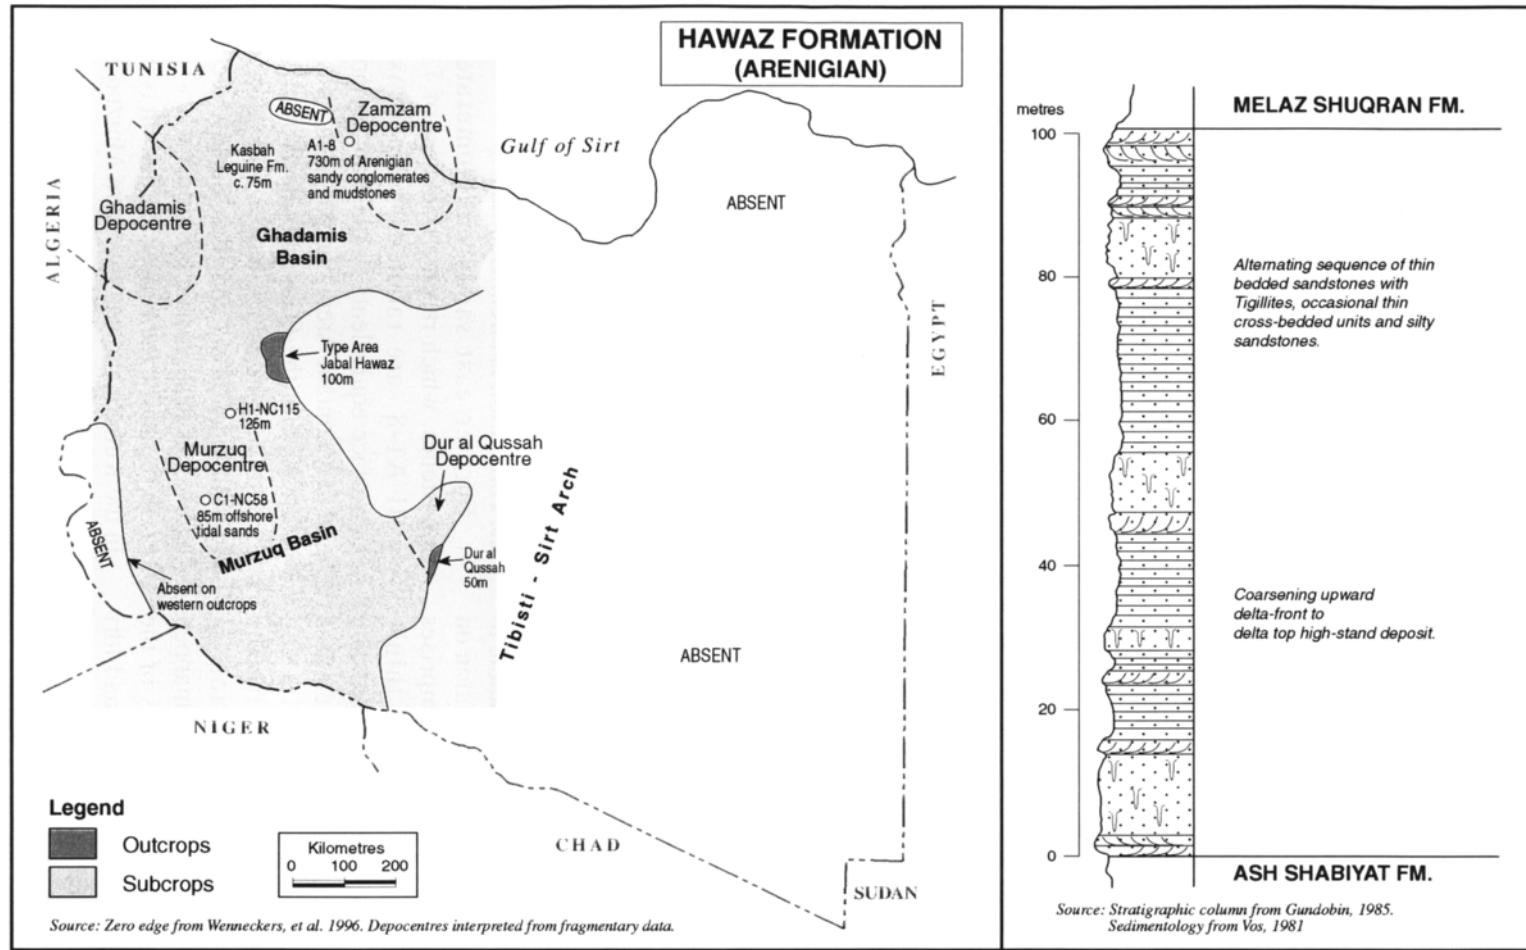 HAWAZ FORMATION
(ARENIGIAN)
TUNISIA
ABSENT
Zamzam
Depocentre
A1-8
730m of Arenigian
sandy conglomerates
and mudstones
Kasbah
Leguine Fm.
c. 75m
Gulf of Sirt
ALGERIA
Ghadamis
Depocentre
Ghadamis
Basin
ABSENT
EGYPT
Type Area
Jabal Hawaz
100m
H1-NC115
125m
Murzuq
Depocentre
C1-NC58
85m offshore
tidal sands
Murzuq Basin
Dur al Qussah
Depocentre
Tibisti - Sirt Arch
Dur al
Qussah
50m
ABSENT
Absent on
western outcrops
ABSENT
NIGER
CHAD
SUDAN
Legend
Outcrops
Subcrops
Kilometres
0 100 200
Source: Zero edge from Wenneckers, et al. 1996. Depocentres interpreted from fragmentary data.
metres
100
80
60
40
20
0
MELAZ SHUQRAN FM.
Alternating sequence of thin
bedded sandstones with
Tigillites, occasional thin
cross-bedded units and silty
sandstones.
Coarsening upward
delta-front to
delta top high-stand deposit.
ASH SHABIYAT FM.
Source: Stratigraphic column from Gundobin, 1985.
Sedimentology from Vos, 1981